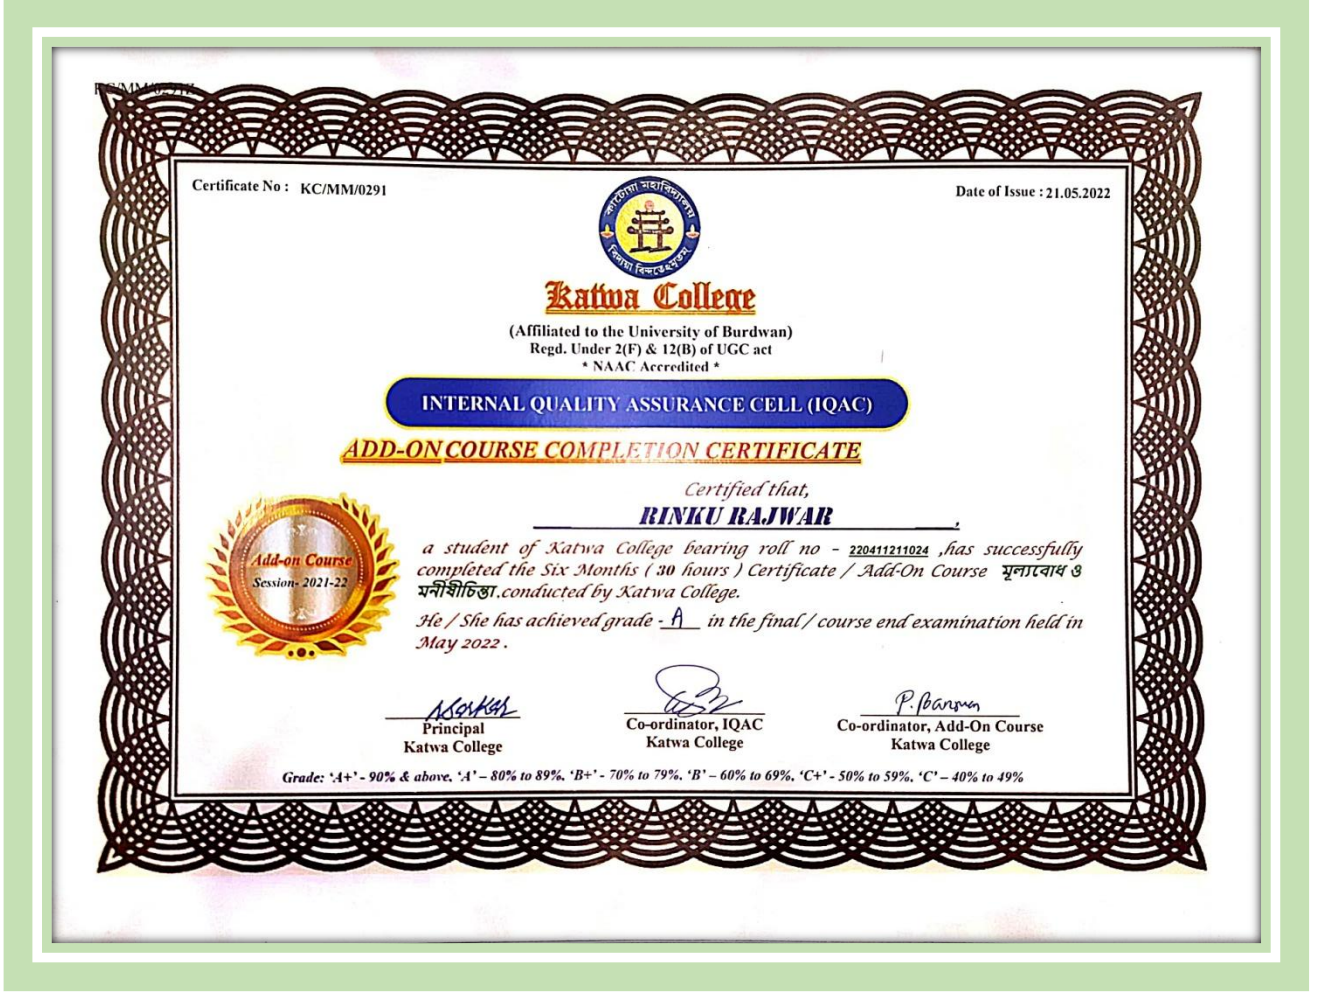 Certificate No : KC/MM/0291
Date of Issue : 21.05.2022
কাটোয়া মহাবিদ্যালয়
Katwa College
(Affiliated to the University of Burdwan)
Regd. Under 2(F) & 12(B) of UGC act
* NAAC Accredited *
INTERNAL QUALITY ASSURANCE CELL (IQAC)
ADD-ON COURSE COMPLETION CERTIFICATE
Certified that,
RINKU RAJWAR ,
a student of Katwa College bearing roll no - 220411211024 ,has successfully
completed the Six Months ( 30 hours ) Certificate / Add-On Course মূল্যবোধ ও
মনীষীচিন্তা.conducted by Katwa College.
He / She has achieved grade - A in the final / course end examination held in
May 2022 .
Add-on Course
Session- 2021-22
Principal
Katwa College
Co-ordinator, IQAC
Katwa College
P. Barman
Co-ordinator, Add-On Course
Katwa College
Grade: ‘A+’ - 90% & above, ‘A’ – 80% to 89%, ‘B+’ - 70% to 79%, ‘B’ – 60% to 69%, ‘C+’ - 50% to 59%, ‘C’ – 40% to 49%